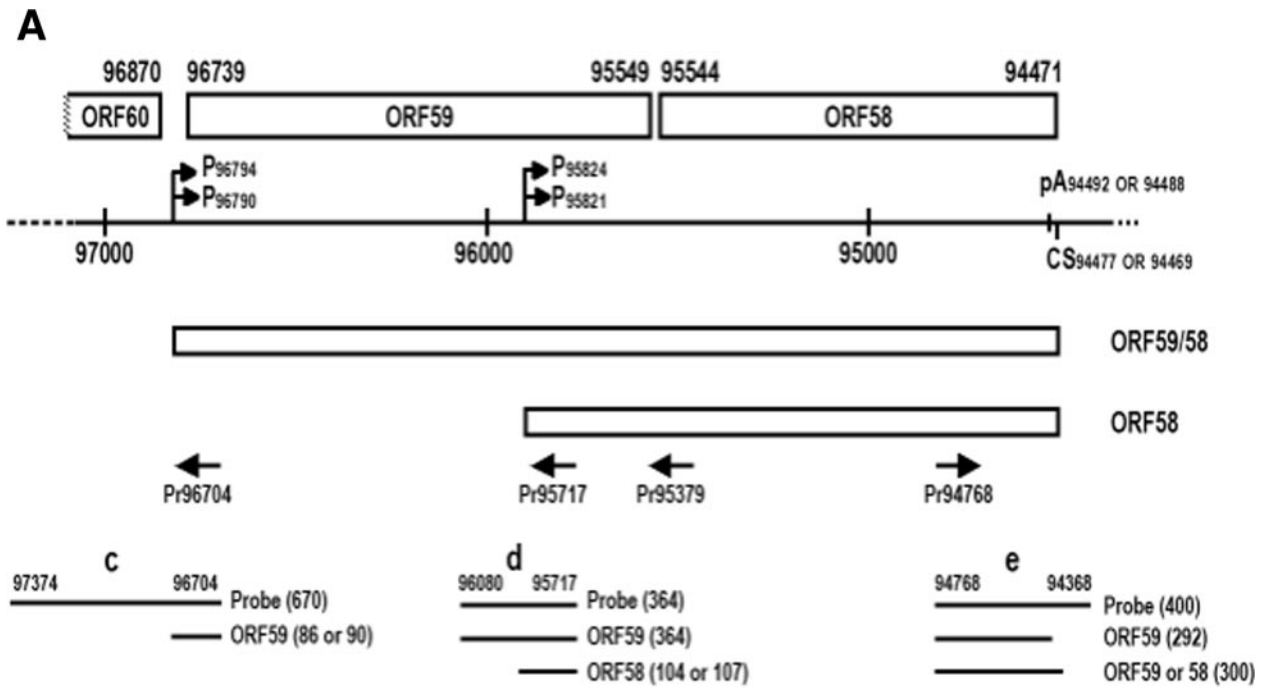 A
96870 96739 95549 95544 94471
ORF60 ORF59 ORF58
P96794 P95824
P96790 P95821
pA94492 OR 94488
97000 96000 95000
CS94477 OR 94469
ORF59/58
ORF58
Pr96704 Pr95717 Pr95379 Pr94768
c d e
97374 96704 96080 95717 94768 94368
Probe (670) Probe (364) Probe (400)
ORF59 (86 or 90) ORF59 (364) ORF59 (292)
ORF58 (104 or 107) ORF59 or 58 (300)